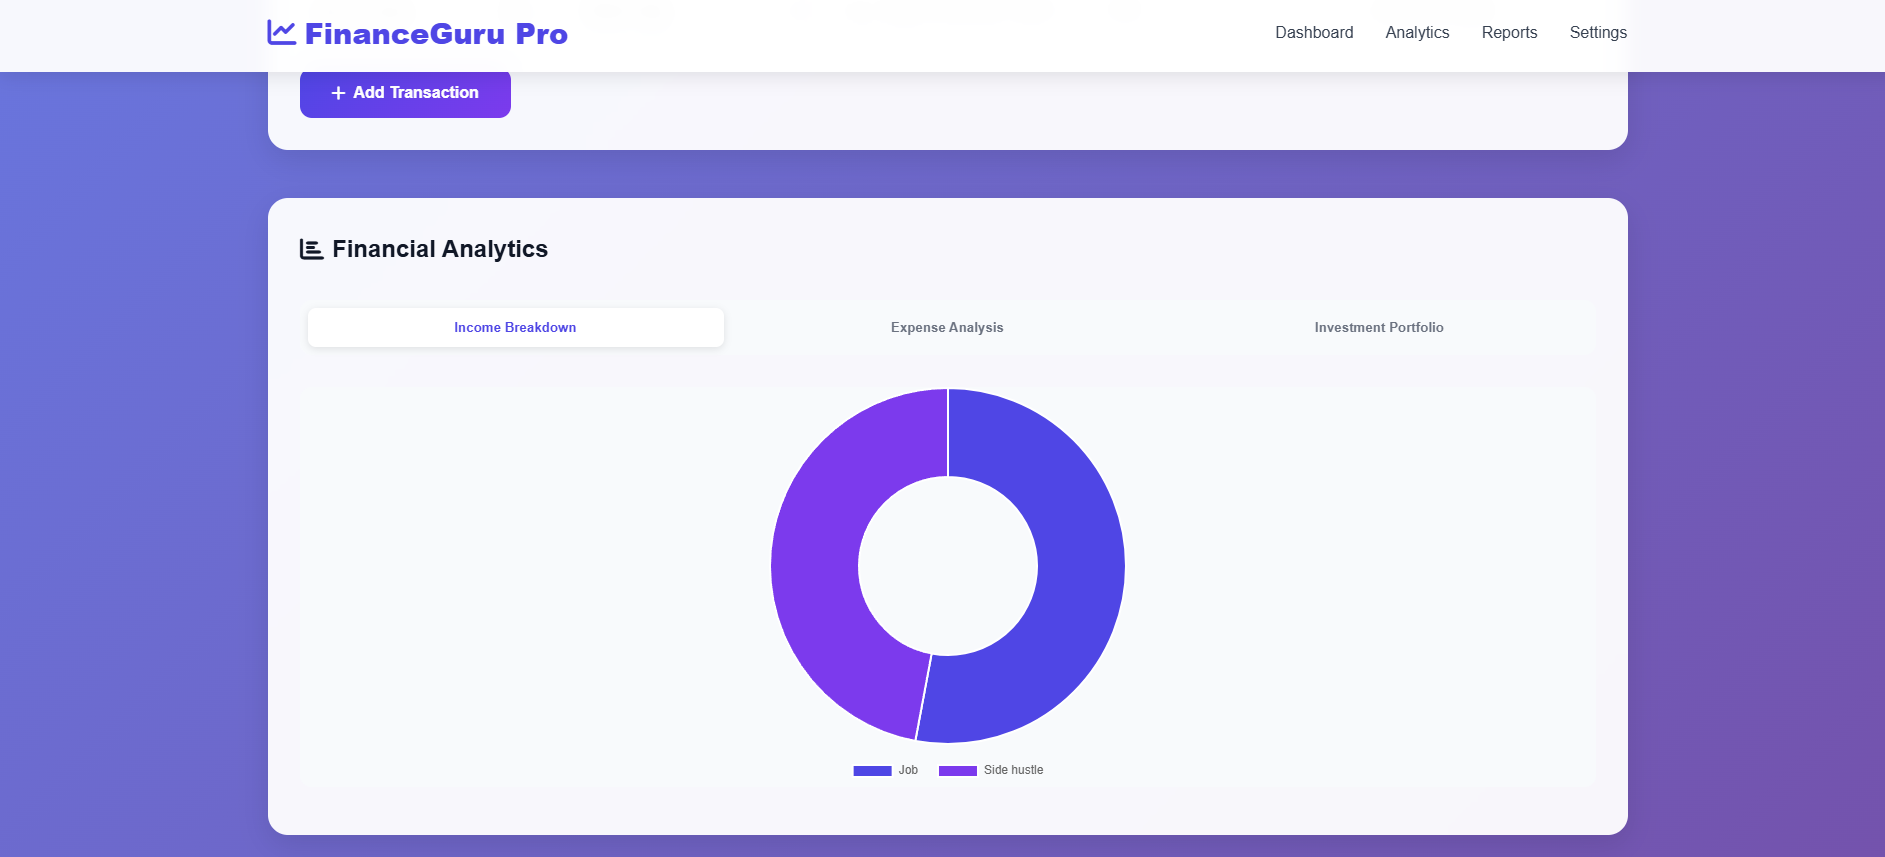 FinanceGuru Pro
Dashboard Analytics Reports Settings
Add Transaction
Financial Analytics
Income Breakdown Expense Analysis Investment Portfolio
Job Side hustle